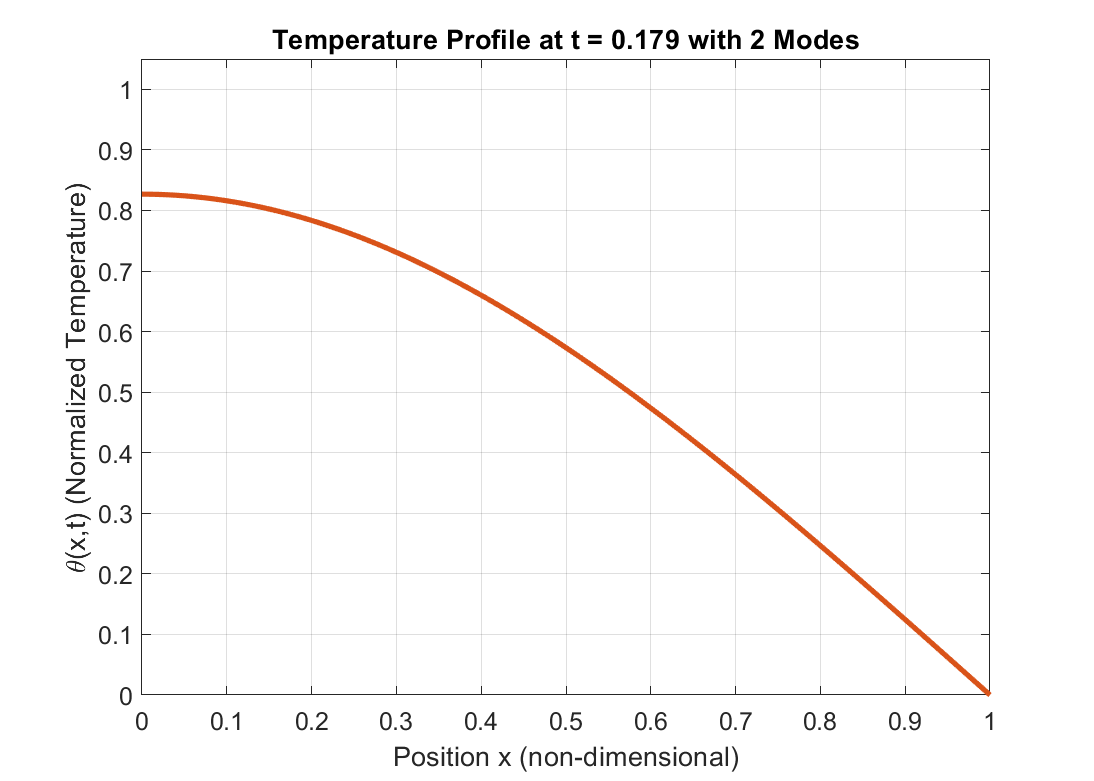 Temperature Profile at t = 0.179 with 2 Modes
θ(x,t) (Normalized Temperature)
1
0.9
0.8
0.7
0.6
0.5
0.4
0.3
0.2
0.1
0
0 0.1 0.2 0.3 0.4 0.5 0.6 0.7 0.8 0.9 1
Position x (non-dimensional)